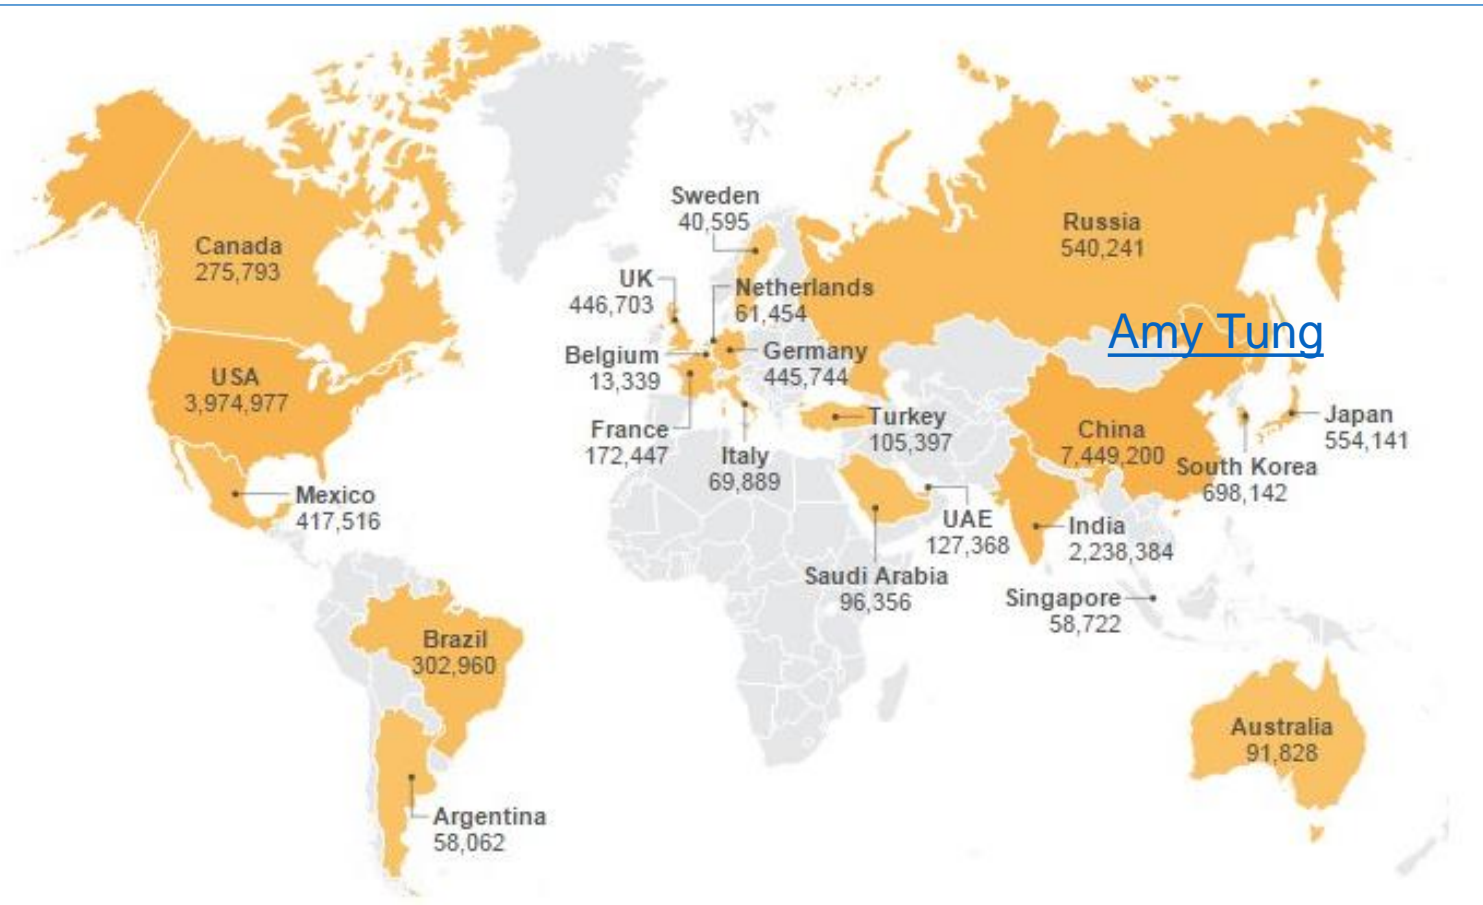 Sweden
40,595
Russia
540,241
Canada
275,793
UK
446,703
Netherlands
61,454
Amy Tung
Belgium
13,339
Germany
445,744
USA
3,974,977
France
172,447
Italy
69,889
Turkey
105,397
China
7,449,200
Japan
554,141
South Korea
698,142
Mexico
417,516
UAE
127,368
India
2,238,384
Saudi Arabia
96,356
Singapore
58,722
Brazil
302,960
Australia
91,828
Argentina
58,062